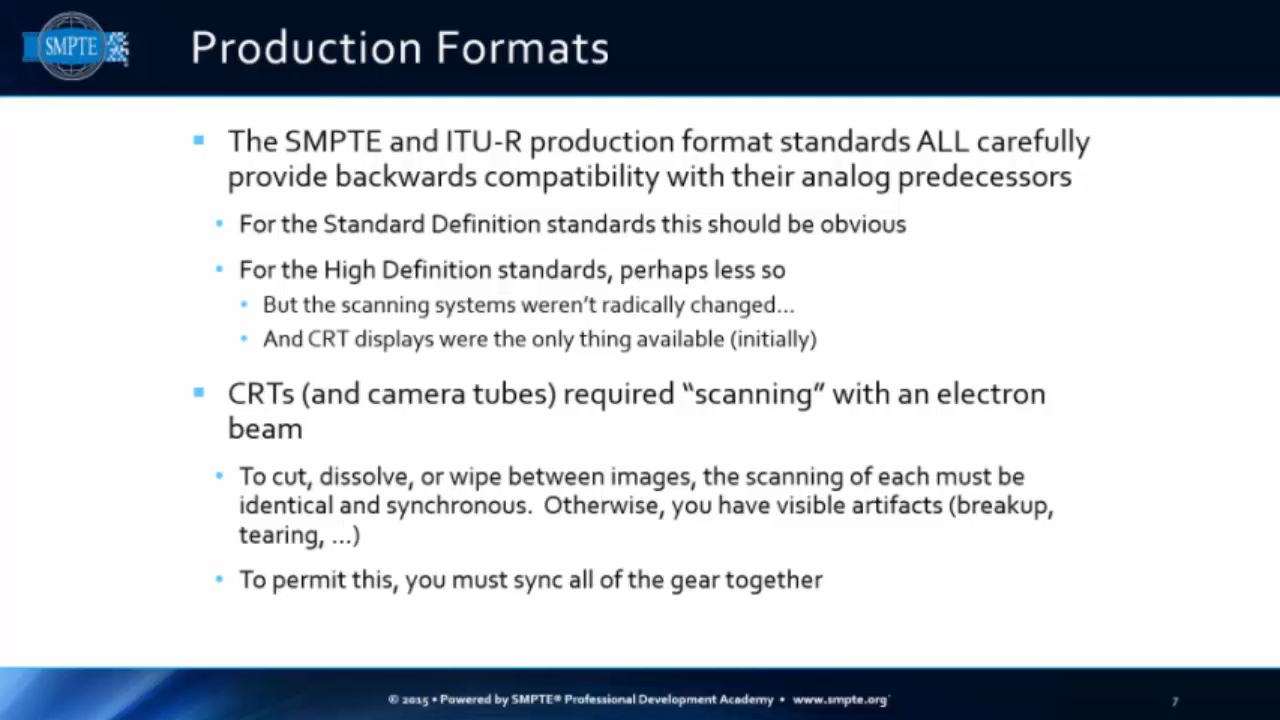 SMPTE
Production Formats
▪ The SMPTE and ITU-R production format standards ALL carefully
provide backwards compatibility with their analog predecessors
• For the Standard Definition standards this should be obvious
• For the High Definition standards, perhaps less so
• But the scanning systems weren’t radically changed...
• And CRT displays were the only thing available (initially)
▪ CRTs (and camera tubes) required “scanning” with an electron
beam
• To cut, dissolve, or wipe between images, the scanning of each must be
identical and synchronous.  Otherwise, you have visible artifacts (breakup,
tearing, ...)
• To permit this, you must sync all of the gear together
© 2015 • Powered by SMPTE® Professional Development Academy • www.smpte.org
7